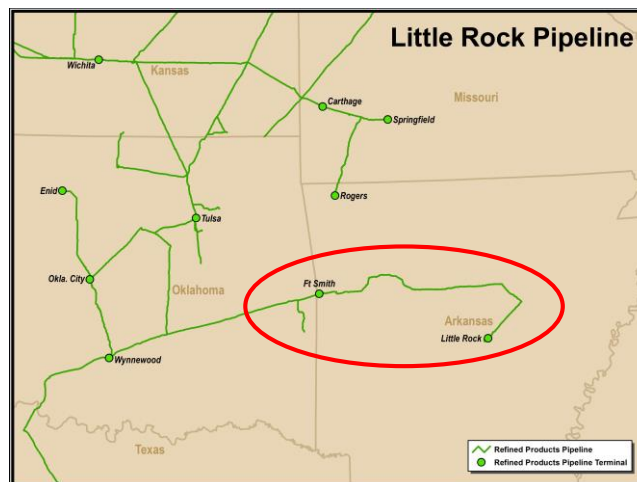 Little Rock Pipeline
Wichita
Kansas
Missouri
Carthage
Springfield
Enid
Rogers
Tulsa
Okla. City
Oklahoma
Ft Smith
Arkansas
Little Rock
Wynnewood
Texas
Refined Products Pipeline
Refined Products Pipeline Terminal